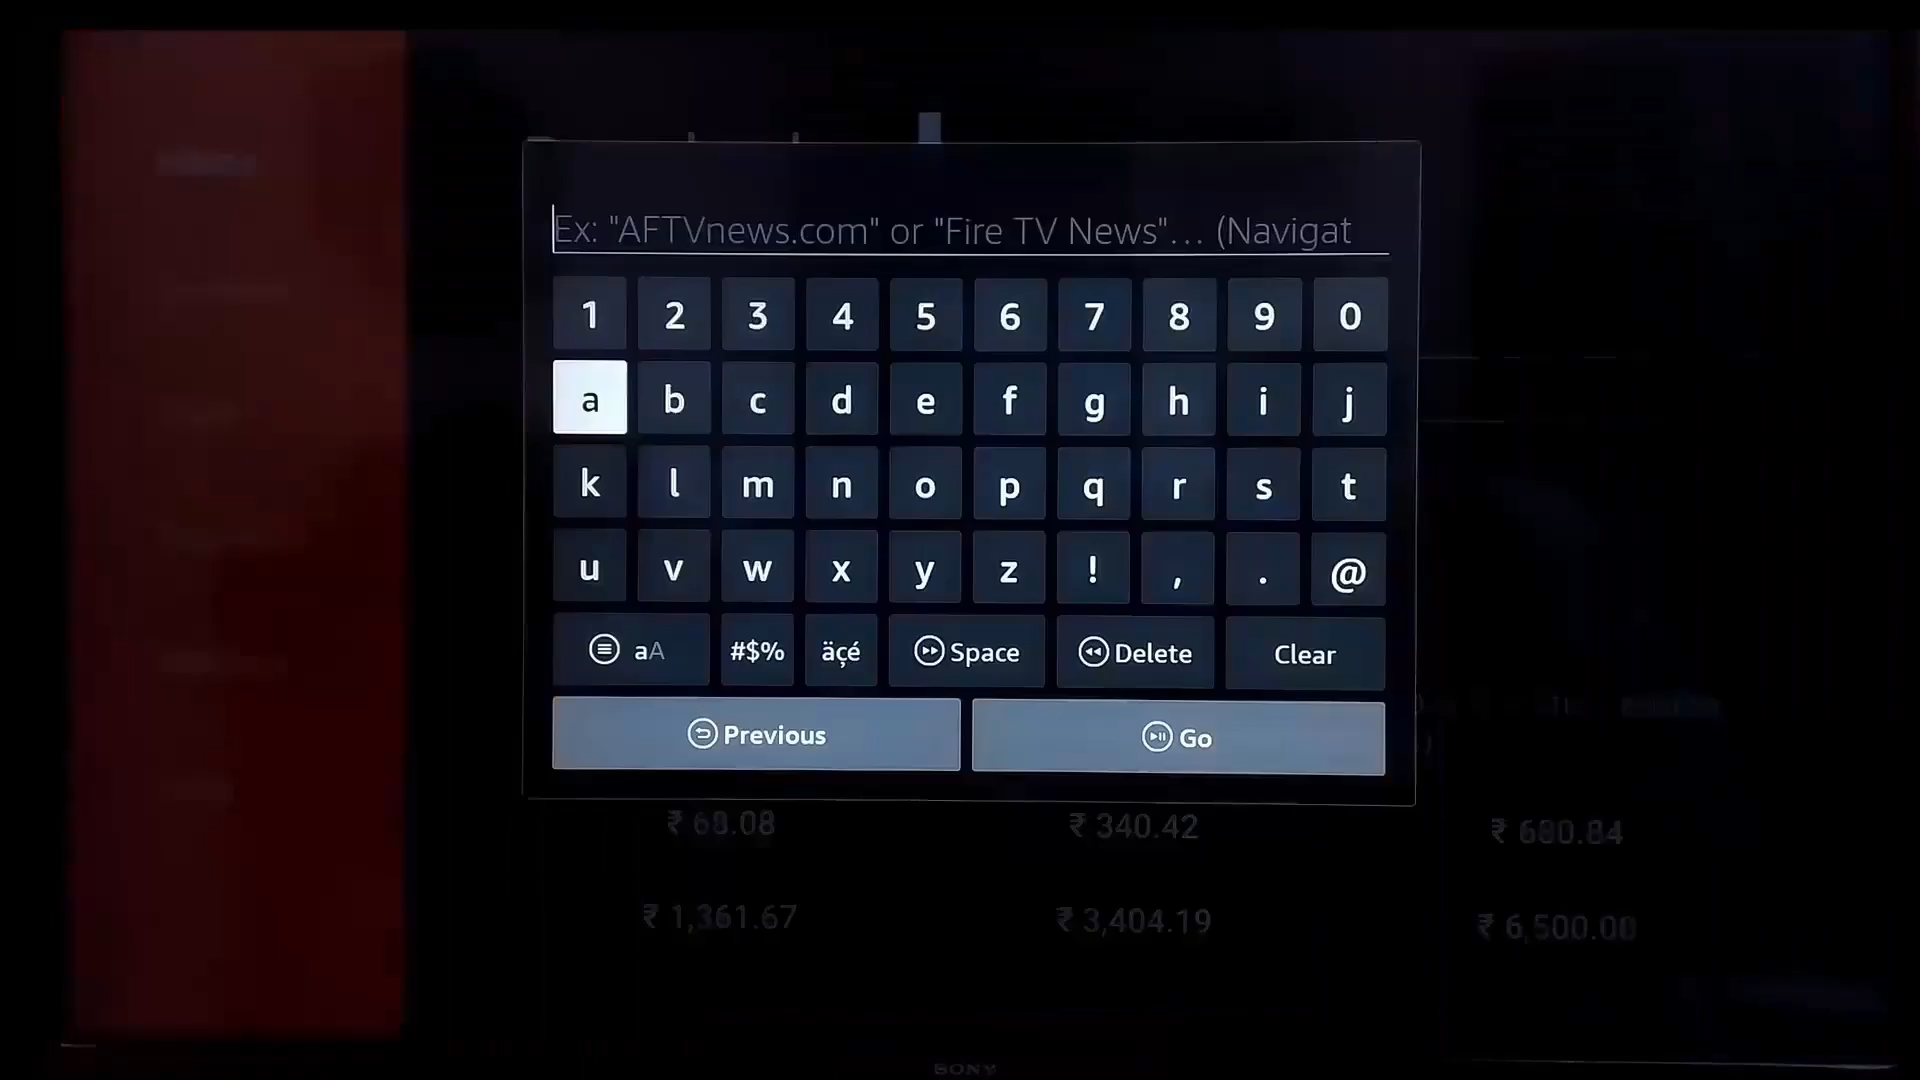 Ex: "AFTVnews.com" or "Fire TV News"... (Navigat
1 2 3 4 5 6 7 8 9 0
a b c d e f g h i j
k l m n o p q r s t
u v w x y z ! , . @
aA #$% äçé Space Delete Clear
Previous Go
₹ 68.08 ₹ 340.42 ₹ 680.84
₹ 1,361.67 ₹ 3,404.19 ₹ 6,500.00
SONY